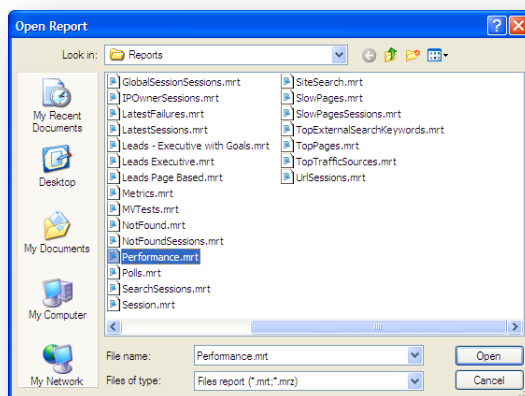 Open Report
Look in:
Reports
My Recent
Documents
Desktop
My Documents
My Computer
My Network
GlobalSessionSessions.mrt
IPOwnerSessions.mrt
LatestFailures.mrt
LatestSessions.mrt
Leads - Executive with Goals.mrt
Leads Executive.mrt
Leads Page Based.mrt
Metrics.mrt
MVTests.mrt
NotFound.mrt
NotFoundSessions.mrt
Performance.mrt
Polls.mrt
SearchSessions.mrt
Session.mrt
SiteSearch.mrt
SlowPages.mrt
SlowPagesSessions.mrt
TopExternalSearchKeywords.mrt
TopPages.mrt
TopTrafficSources.mrt
UrlSessions.mrt
File name:
Performance.mrt
Open
Files of type:
Files report (*.mrt;*.mrz)
Cancel